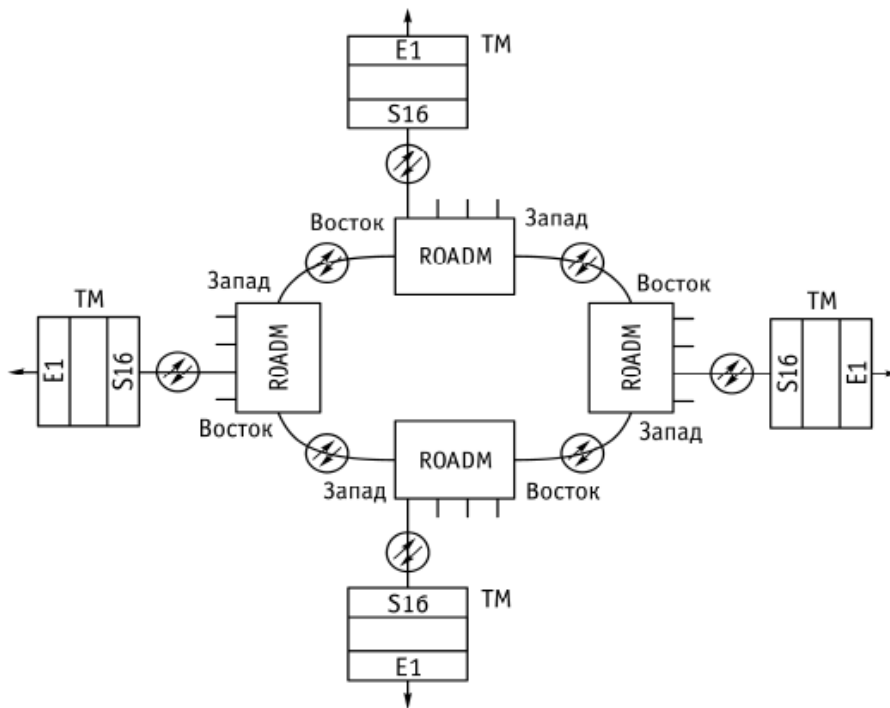 E1
TM
S16
Восток
Запад
ROADM
Запад
Восток
TM
TM
E1
S16
ROADM
ROADM
S16
E1
Восток
Запад
ROADM
Запад
Восток
S16
TM
E1